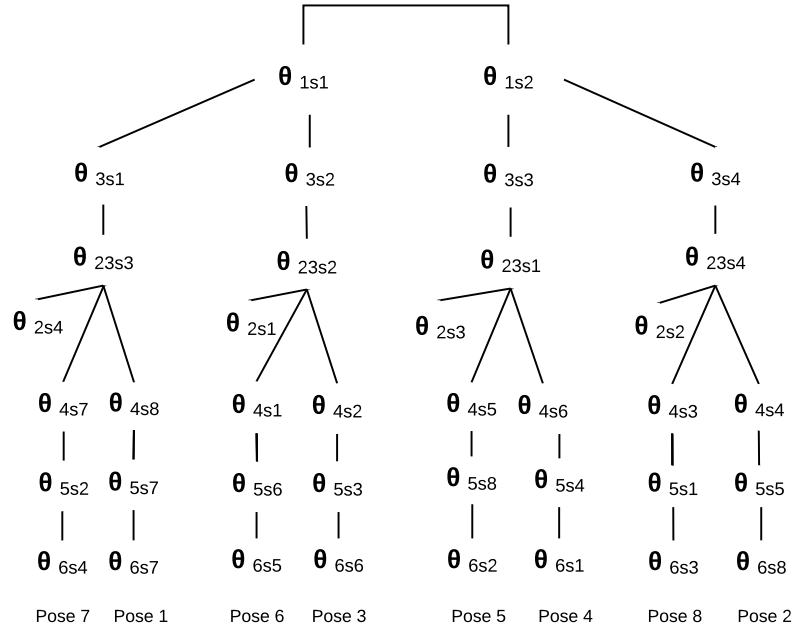 θ 1s1 θ 1s2
θ 3s1 θ 3s2 θ 3s3 θ 3s4
θ 23s3 θ 23s2 θ 23s1 θ 23s4
θ 2s4 θ 2s1 θ 2s3 θ 2s2
θ 4s7 θ 4s8 θ 4s1 θ 4s2 θ 4s5 θ 4s6 θ 4s3 θ 4s4
θ 5s2 θ 5s7 θ 5s6 θ 5s3 θ 5s8 θ 5s4 θ 5s1 θ 5s5
θ 6s4 θ 6s7 θ 6s5 θ 6s6 θ 6s2 θ 6s1 θ 6s3 θ 6s8
Pose 7 Pose 1 Pose 6 Pose 3 Pose 5 Pose 4 Pose 8 Pose 2